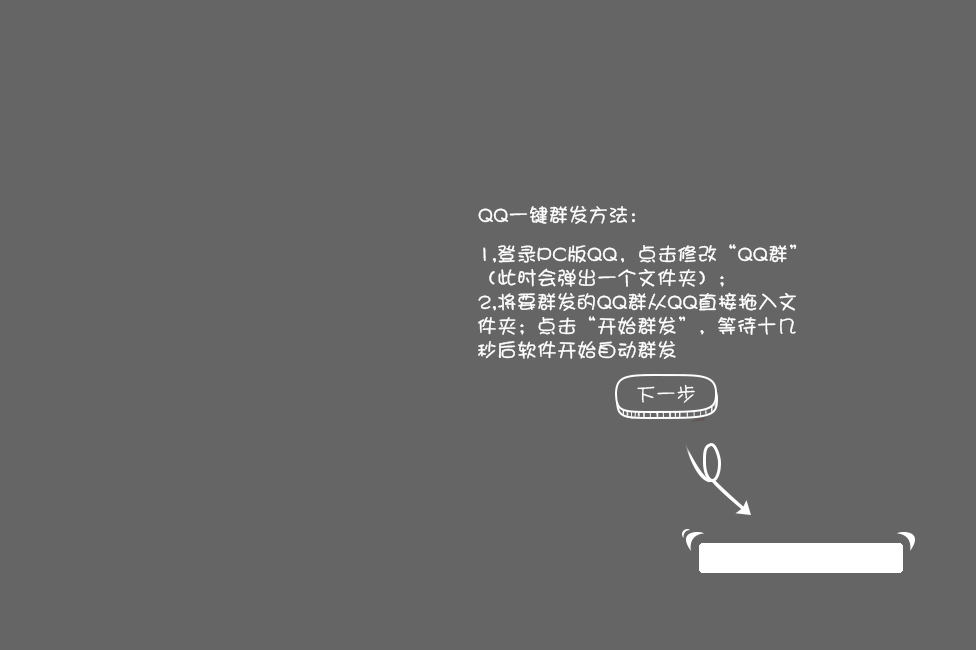 QQ一键群发方法：
1,登录PC版QQ，点击修改“QQ群”
（此时会弹出一个文件夹）；
2,将要群发的QQ群从QQ直接拖入文
件夹；点击“开始群发”，等待十几
秒后软件开始自动群发
下一步